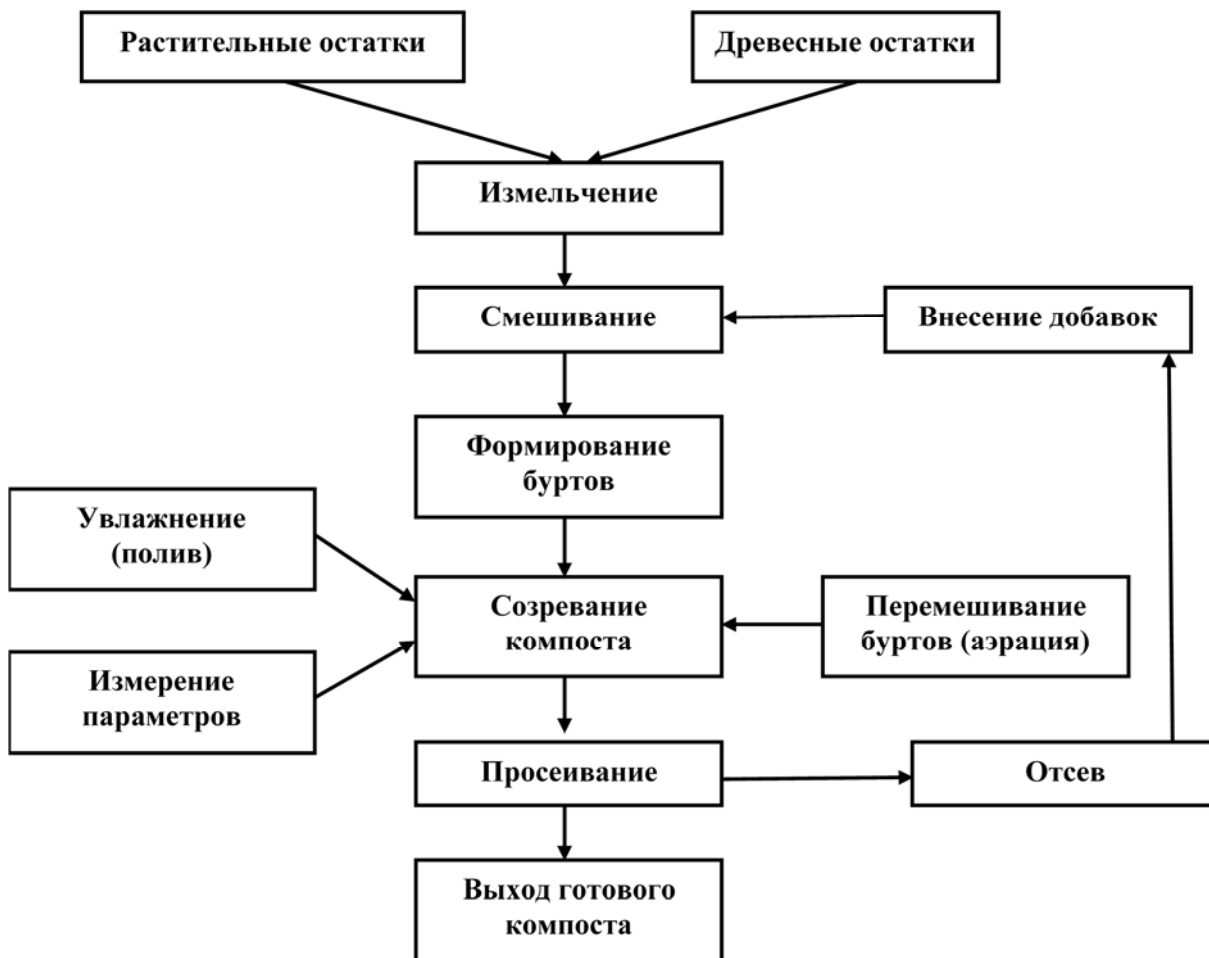 Растительные остатки
Древесные остатки
Измельчение
Смешивание
Внесение добавок
Формирование
буртов
Увлажнение
(полив)
Созревание
компоста
Перемешивание
буртов (аэрация)
Измерение
параметров
Просеивание
Отсев
Выход готового
компоста